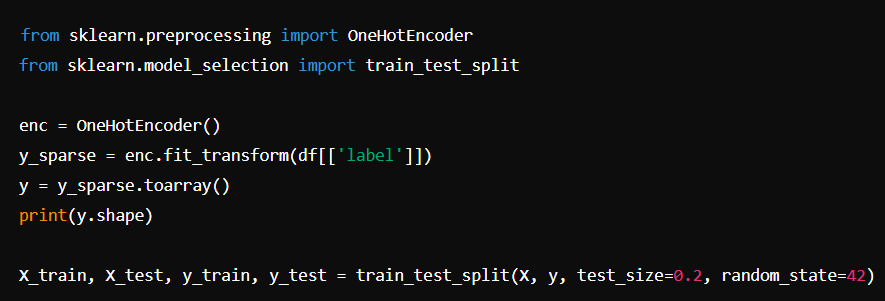 from sklearn.preprocessing import OneHotEncoder
from sklearn.model_selection import train_test_split
enc = OneHotEncoder()
y_sparse = enc.fit_transform(df[['label']])
y = y_sparse.toarray()
print(y.shape)
X_train, X_test, y_train, y_test = train_test_split(X, y, test_size=0.2, random_state=42)